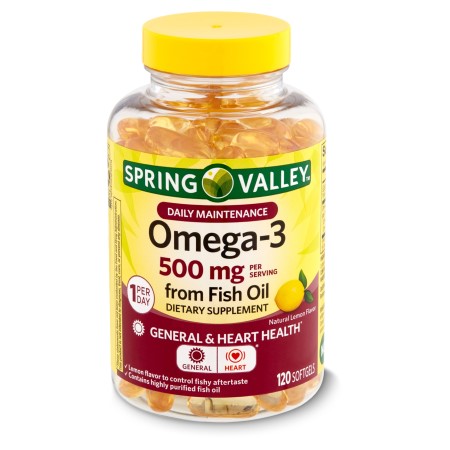 SPRING VALLEY™
DAILY MAINTENANCE
Omega-3
500 mg PER SERVING
from Fish Oil
DIETARY SUPPLEMENT
1 PER DAY
Natural Lemon Flavor
GENERAL & HEART HEALTH*
GENERAL
HEART
✓ Lemon flavor to control fishy aftertaste
✓ Contains highly purified fish oil
120 SOFTGELS